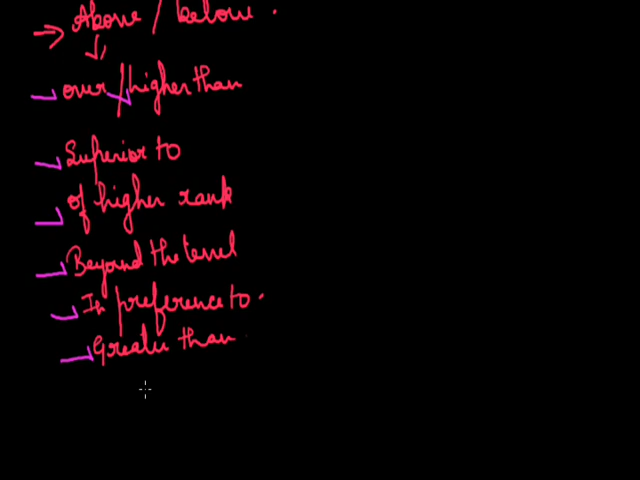 → Above / below.
over / higher than
Superior to
of higher rank
Beyond the level
In preference to.
Greater than